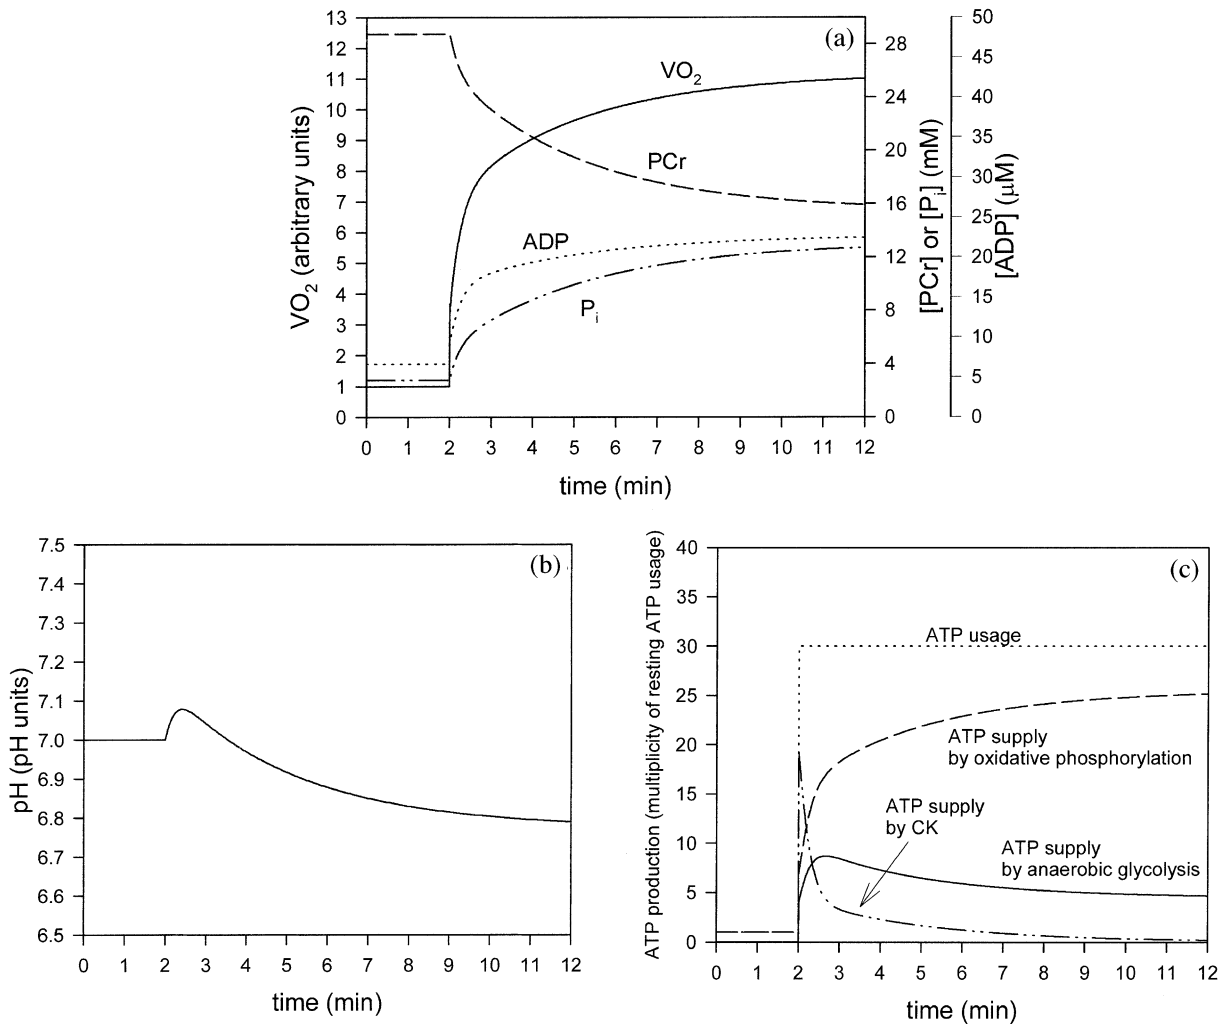 (a)
VO2 (arbitrary units)
13
12
11
10
9
8
7
6
5
4
3
2
1
0
VO2
PCr
ADP
Pi
28
24
20
16
12
8
4
0
[PCr] or [Pi] (mM)
50
45
40
35
30
25
20
15
10
5
0
[ADP] (μM)
0 1 2 3 4 5 6 7 8 9 10 11 12
time (min)
(b)
pH (pH units)
7.5
7.4
7.3
7.2
7.1
7.0
6.9
6.8
6.7
6.6
6.5
0 1 2 3 4 5 6 7 8 9 10 11 12
time (min)
(c)
ATP production (multiplicity of resting ATP usage)
40
35
30
25
20
15
10
5
0
ATP usage
ATP supply
by oxidative phosphorylation
ATP supply
by CK
ATP supply
by anaerobic glycolysis
0 1 2 3 4 5 6 7 8 9 10 11 12
time (min)